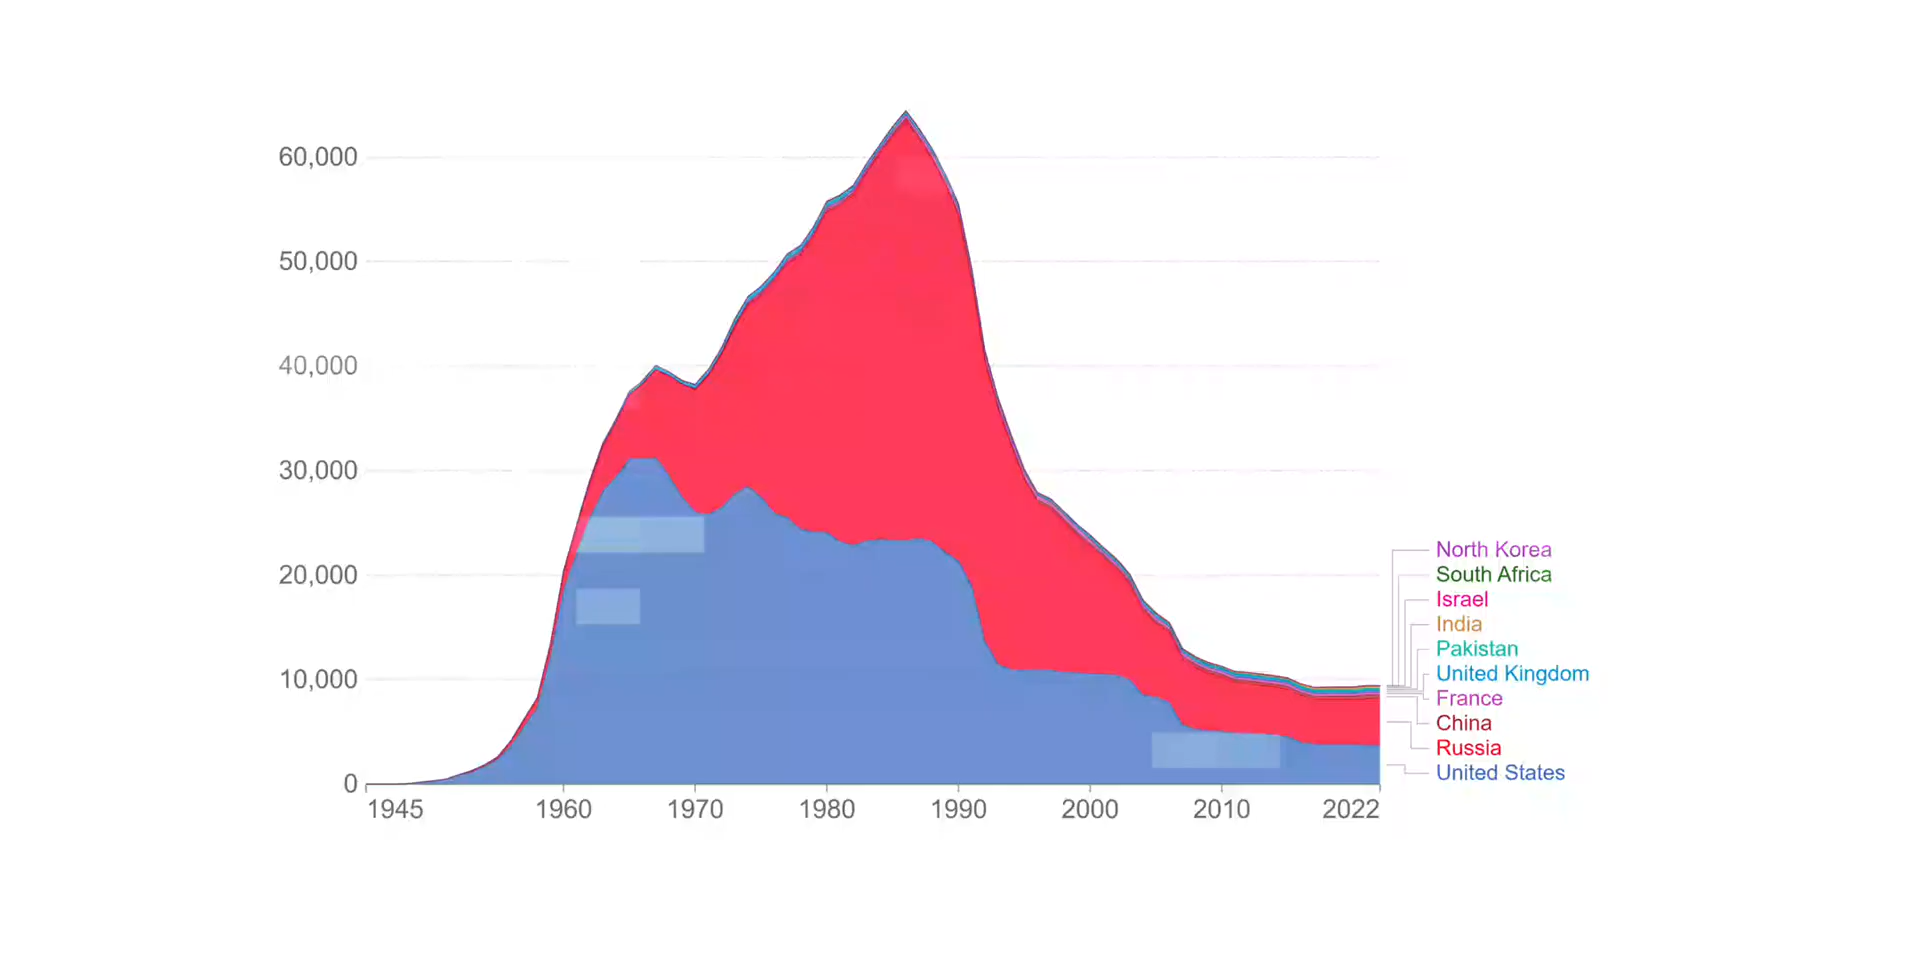 60,000
50,000
40,000
30,000
20,000
10,000
0
1945 1960 1970 1980 1990 2000 2010 2022
North Korea
South Africa
Israel
India
Pakistan
United Kingdom
France
China
Russia
United States